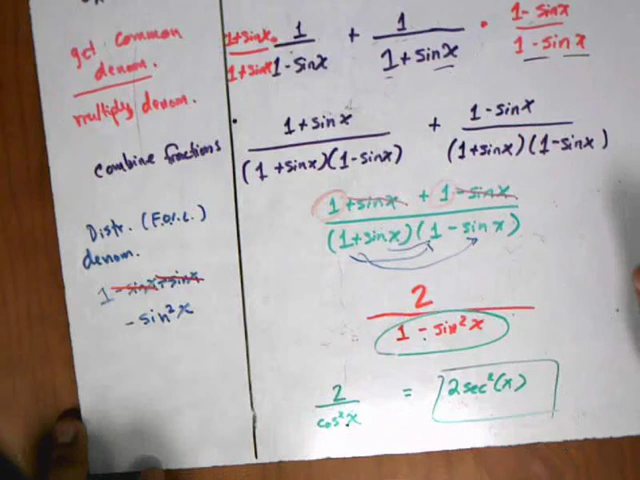 get common
denom.
multiply denom.
1+sinx/1+sinx • 1/1-sinx + 1/1+sinx • 1-sinx/1-sinx
combine fractions
1+sinx/(1+sinx)(1-sinx) + 1-sinx/(1+sinx)(1-sinx)
Distr. (F.O.I.L.)
denom.
1 -sinx+sinx
-sin²x
1+sinx + 1-sinx/(1+sinx)(1-sinx)
2/1-sin²x
2/cos²x = 2sec²(x)